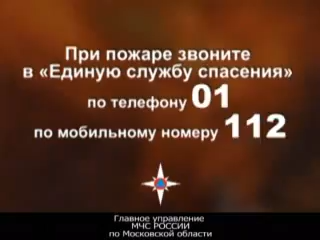 При пожаре звоните
в «Единую службу спасения»
по телефону 01
по мобильному номеру 112
Главное управление
МЧС РОССИИ
по Московской области